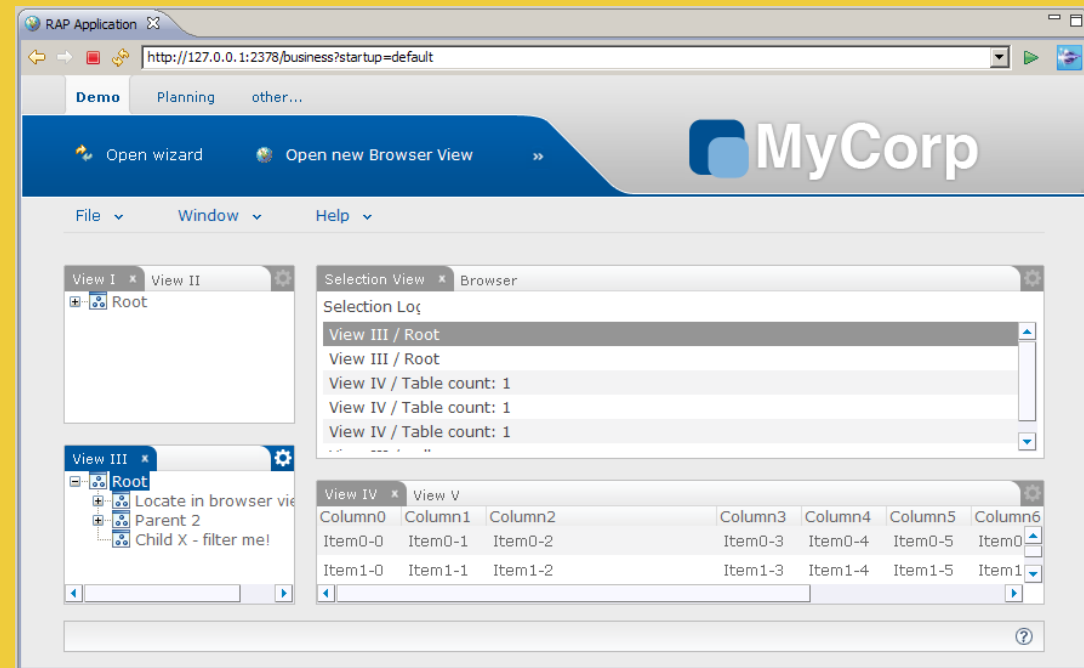 RAP Application
http://127.0.0.1:2378/business?startup=default
Demo Planning other...
Open wizard Open new Browser View »
MyCorp
File Window Help
View I x View II
Root
Selection View x Browser
Selection Log
View III / Root
View III / Root
View IV / Table count: 1
View IV / Table count: 1
View IV / Table count: 1
View III x
Root
Locate in browser vie
Parent 2
Child X - filter me!
View IV x View V
Column0 Column1 Column2 Column3 Column4 Column5 Column6
Item0-0 Item0-1 Item0-2 Item0-3 Item0-4 Item0-5 Item0
Item1-0 Item1-1 Item1-2 Item1-3 Item1-4 Item1-5 Item1